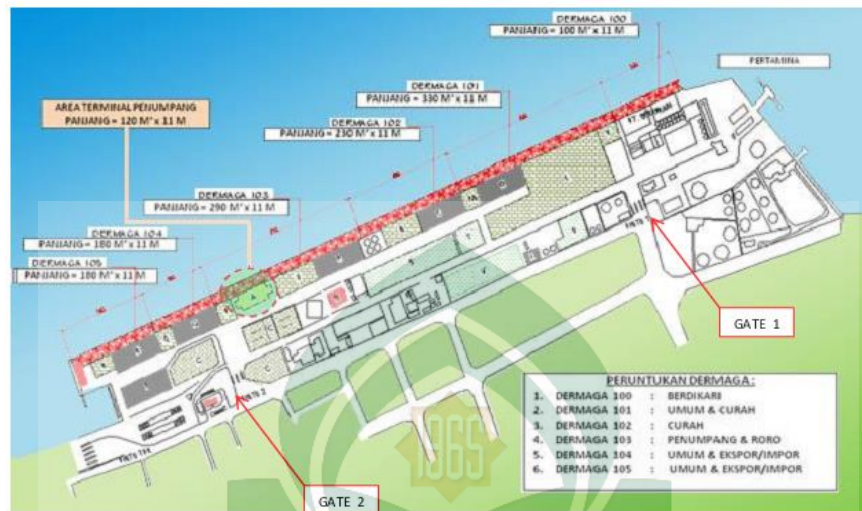 DERMAGA 100
PANJANG = 100 M' x 11 M
PERTAMINA
DERMAGA 101
PANJANG = 330 M' x 11 M
AREA TERMINAL PENUMPANG
PANJANG = 120 M' x 11 M
DERMAGA 102
PANJANG = 230 M' x 11 M
DERMAGA 103
PANJANG = 290 M' x 11 M
DERMAGA 104
PANJANG = 180 M' x 11 M
DERMAGA 105
PANJANG = 180 M' x 11 M
GATE 1
GATE 2
PERUNTUKAN DERMAGA :
1. DERMAGA 100 : BERDIKARI
2. DERMAGA 101 : UMUM & CURAH
3. DERMAGA 102 : CURAH
4. DERMAGA 103 : PENUMPANG & RORO
5. DERMAGA 104 : UMUM & EKSPOR/IMPOR
6. DERMAGA 105 : UMUM & EKSPOR/IMPOR
1965